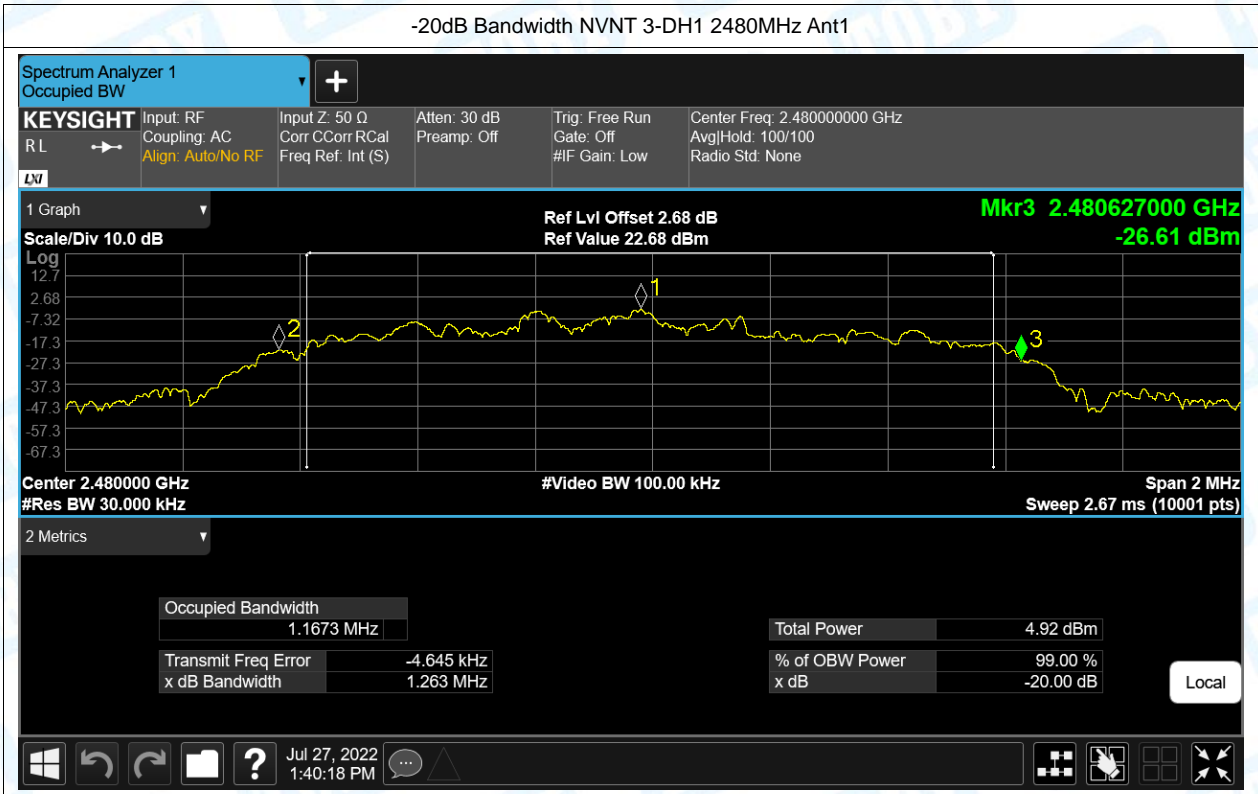 -20dB Bandwidth NVNT 3-DH1 2480MHz Ant1
Spectrum Analyzer 1
Occupied BW
KEYSIGHT
R L
LXI
Input: RF
Coupling: AC
Align: Auto/No RF
Input Z: 50 Ω
Corr CCorr RCal
Freq Ref: Int (S)
Atten: 30 dB
Preamp: Off
Trig: Free Run
Gate: Off
#IF Gain: Low
Center Freq: 2.480000000 GHz
Avg|Hold: 100/100
Radio Std: None
1 Graph
Scale/Div 10.0 dB
Ref Lvl Offset 2.68 dB
Ref Value 22.68 dBm
Mkr3 2.480627000 GHz
-26.61 dBm
Log
12.7
2.68
-7.32
-17.3
-27.3
-37.3
-47.3
-57.3
-67.3
1
2
3
Center 2.480000 GHz
#Video BW 100.00 kHz
Span 2 MHz
#Res BW 30.000 kHz
Sweep 2.67 ms (10001 pts)
2 Metrics
Occupied Bandwidth
1.1673 MHz
Total Power 4.92 dBm
Transmit Freq Error -4.645 kHz
% of OBW Power 99.00 %
x dB Bandwidth 1.263 MHz
x dB -20.00 dB
Local
Jul 27, 2022
1:40:18 PM